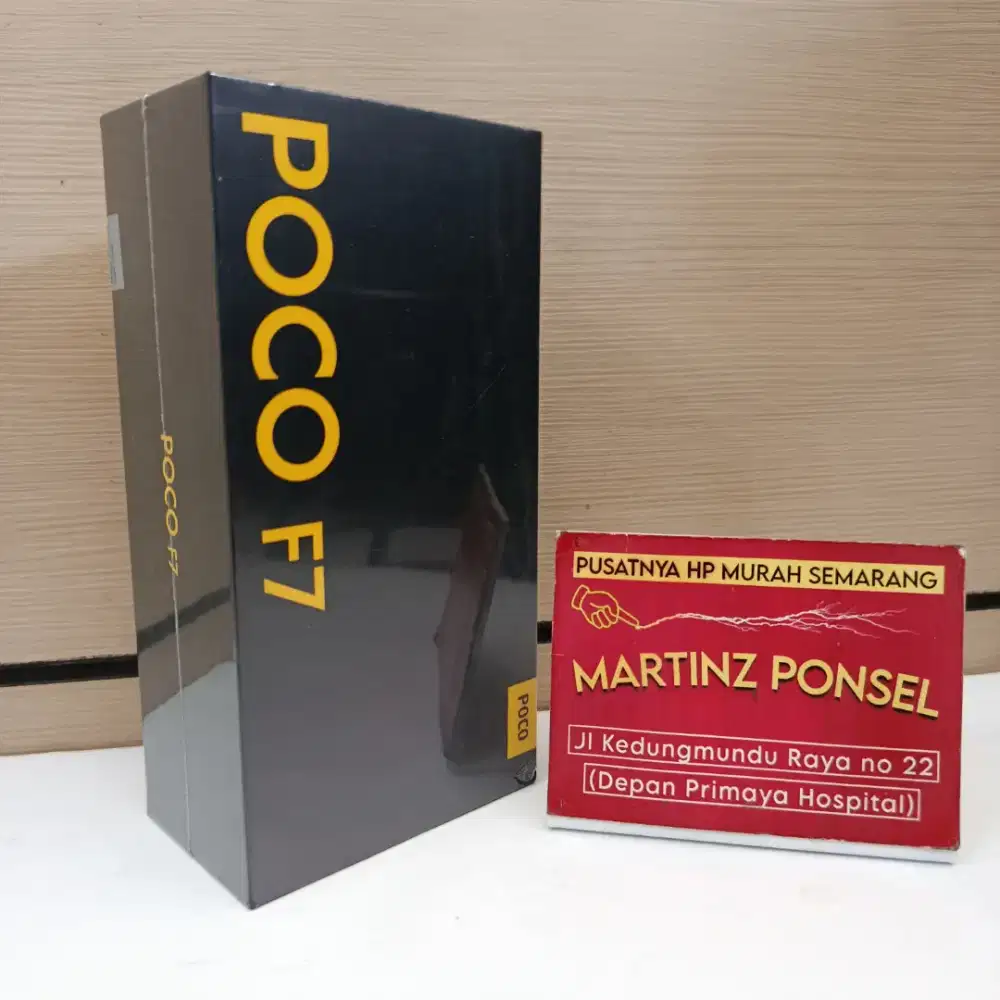 POCO F7
POCO F7
POCO
PUSATNYA HP MURAH SEMARANG
MARTINZ PONSEL
Jl Kedungmundu Raya no 22
(Depan Primaya Hospital)